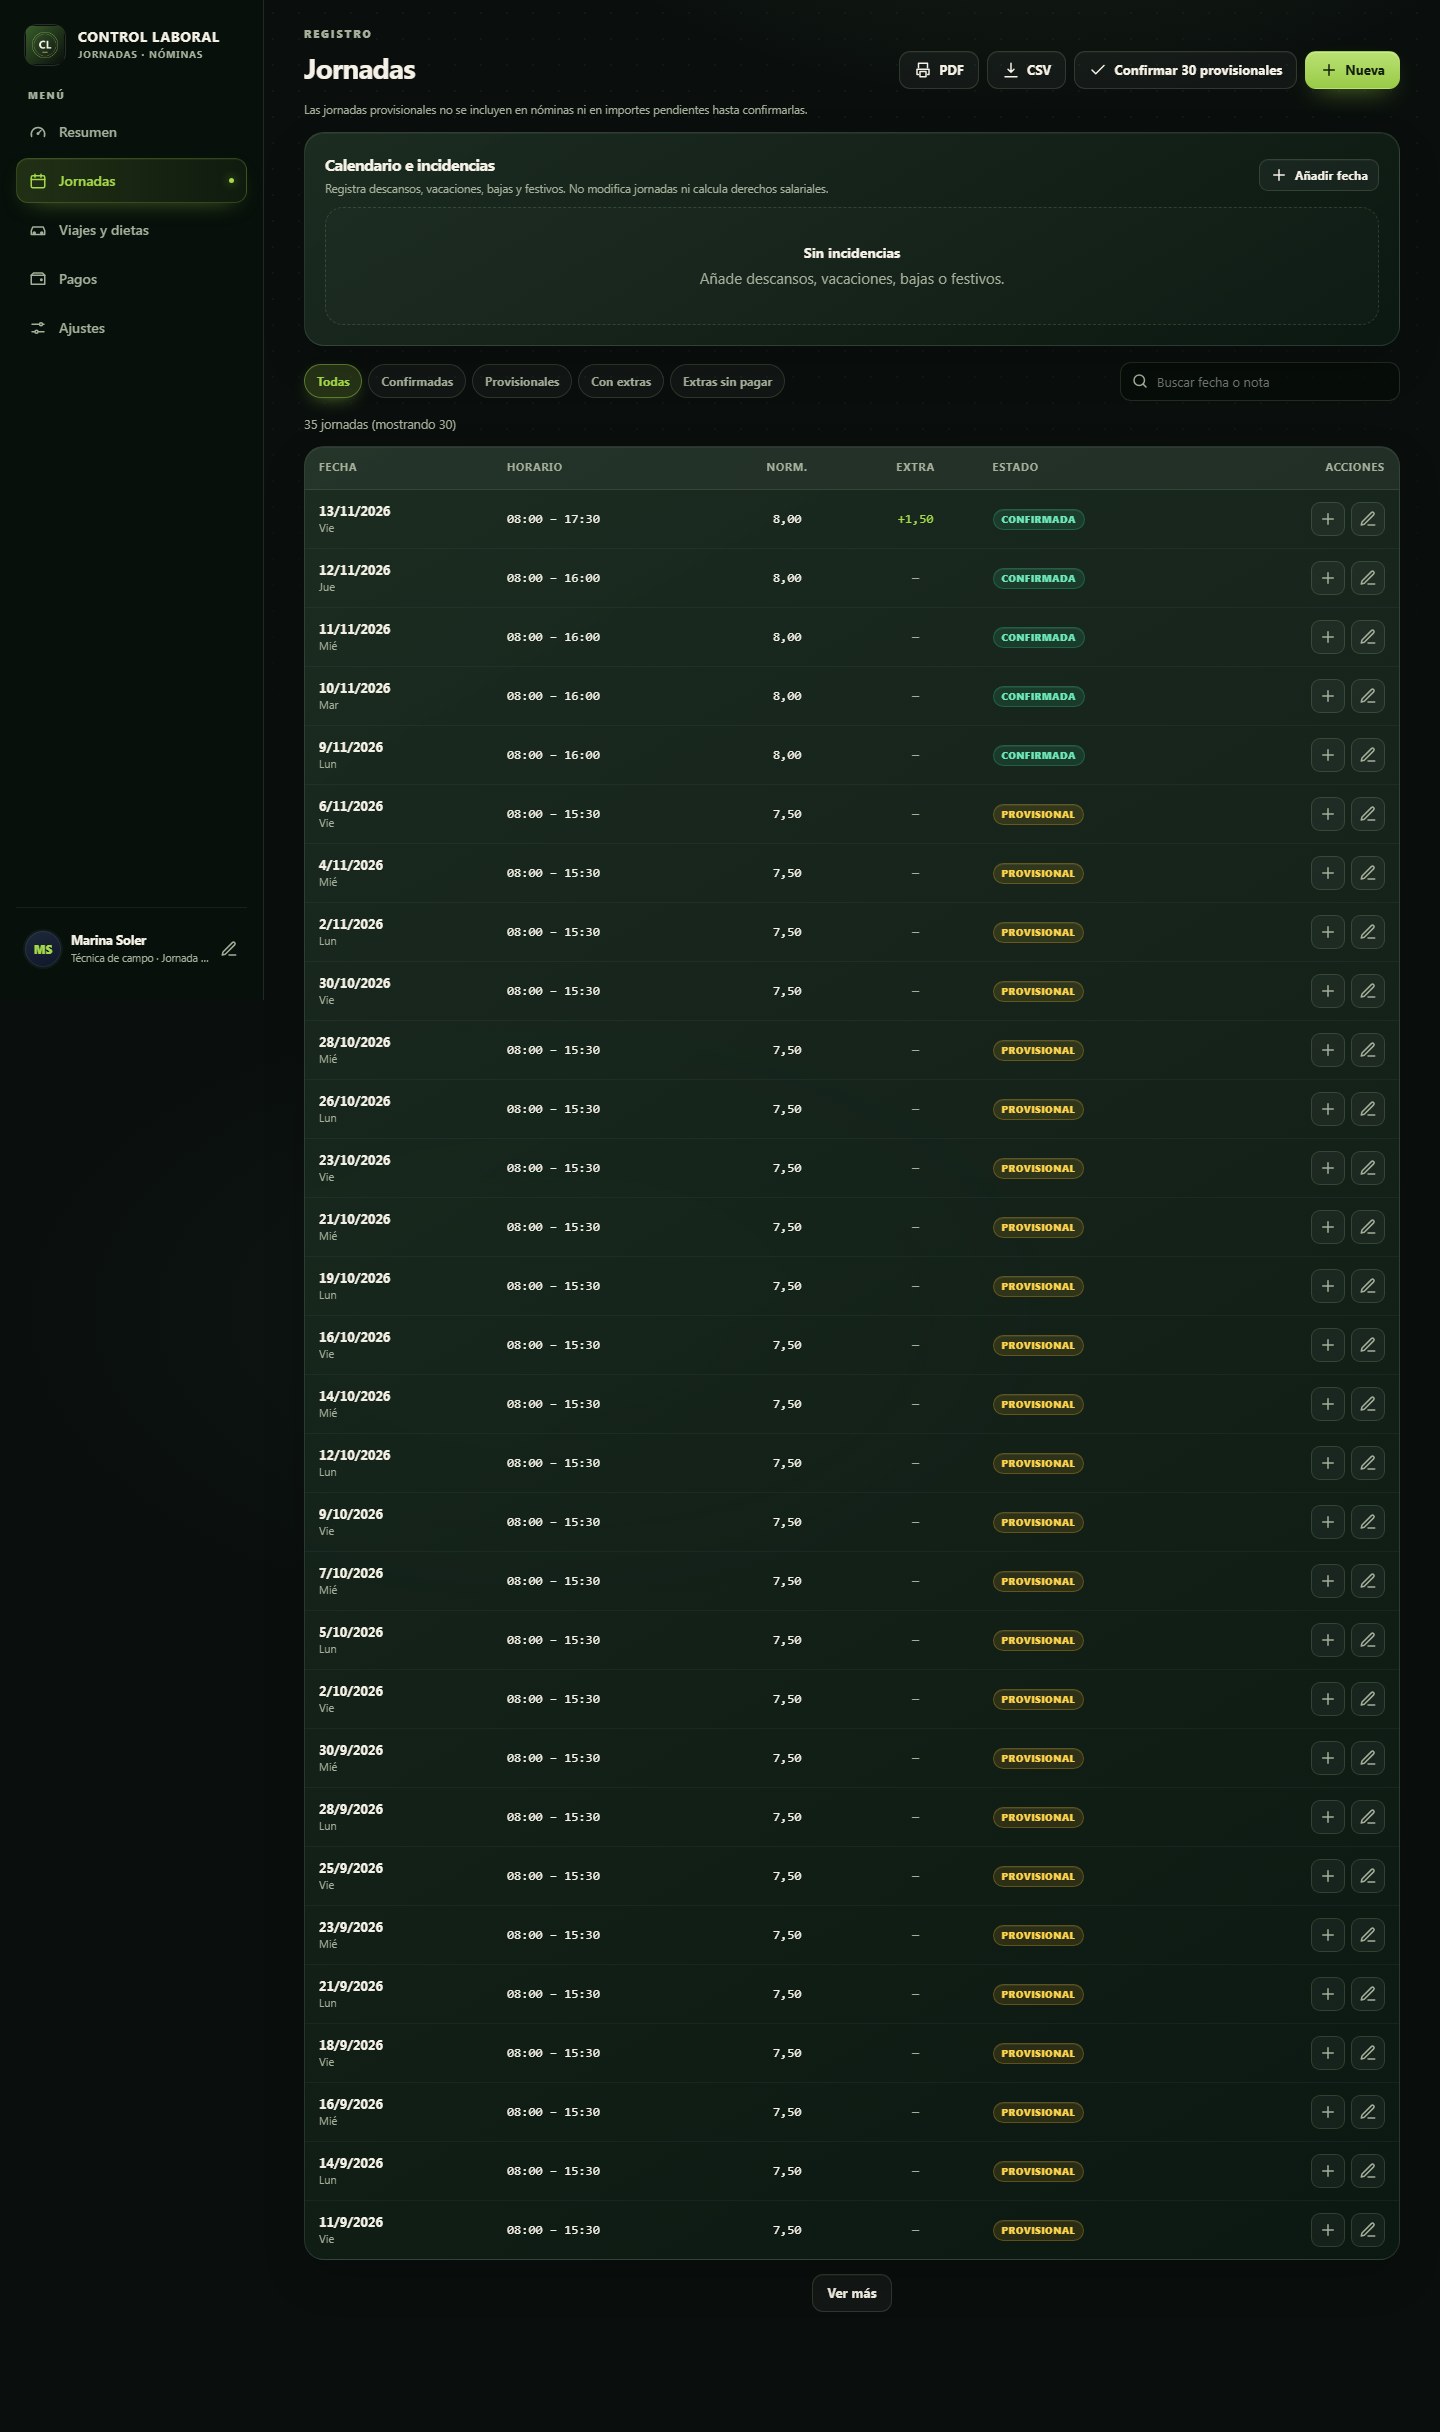 CL
CONTROL LABORAL
JORNADAS · NÓMINAS
MENÚ
Resumen
Jornadas
Viajes y dietas
Pagos
Ajustes
MS
Marina Soler
Técnica de campo · Jornada ...
REGISTRO
Jornadas
PDF
CSV
Confirmar 30 provisionales
Nueva
Las jornadas provisionales no se incluyen en nóminas ni en importes pendientes hasta confirmarlas.
Calendario e incidencias
Registra descansos, vacaciones, bajas y festivos. No modifica jornadas ni calcula derechos salariales.
Añadir fecha
Sin incidencias
Añade descansos, vacaciones, bajas o festivos.
Todas Confirmadas Provisionales Con extras Extras sin pagar
Buscar fecha o nota
35 jornadas (mostrando 30)
FECHA HORARIO NORM. EXTRA ESTADO ACCIONES
13/11/2026
Vie
08:00 – 17:30 8,00 +1,50 CONFIRMADA
12/11/2026
Jue
08:00 – 16:00 8,00 – CONFIRMADA
11/11/2026
Mié
08:00 – 16:00 8,00 – CONFIRMADA
10/11/2026
Mar
08:00 – 16:00 8,00 – CONFIRMADA
9/11/2026
Lun
08:00 – 16:00 8,00 – CONFIRMADA
6/11/2026
Vie
08:00 – 15:30 7,50 – PROVISIONAL
4/11/2026
Mié
08:00 – 15:30 7,50 – PROVISIONAL
2/11/2026
Lun
08:00 – 15:30 7,50 – PROVISIONAL
30/10/2026
Vie
08:00 – 15:30 7,50 – PROVISIONAL
28/10/2026
Mié
08:00 – 15:30 7,50 – PROVISIONAL
26/10/2026
Lun
08:00 – 15:30 7,50 – PROVISIONAL
23/10/2026
Vie
08:00 – 15:30 7,50 – PROVISIONAL
21/10/2026
Mié
08:00 – 15:30 7,50 – PROVISIONAL
19/10/2026
Lun
08:00 – 15:30 7,50 – PROVISIONAL
16/10/2026
Vie
08:00 – 15:30 7,50 – PROVISIONAL
14/10/2026
Mié
08:00 – 15:30 7,50 – PROVISIONAL
12/10/2026
Lun
08:00 – 15:30 7,50 – PROVISIONAL
9/10/2026
Vie
08:00 – 15:30 7,50 – PROVISIONAL
7/10/2026
Mié
08:00 – 15:30 7,50 – PROVISIONAL
5/10/2026
Lun
08:00 – 15:30 7,50 – PROVISIONAL
2/10/2026
Vie
08:00 – 15:30 7,50 – PROVISIONAL
30/9/2026
Mié
08:00 – 15:30 7,50 – PROVISIONAL
28/9/2026
Lun
08:00 – 15:30 7,50 – PROVISIONAL
25/9/2026
Vie
08:00 – 15:30 7,50 – PROVISIONAL
23/9/2026
Mié
08:00 – 15:30 7,50 – PROVISIONAL
21/9/2026
Lun
08:00 – 15:30 7,50 – PROVISIONAL
18/9/2026
Vie
08:00 – 15:30 7,50 – PROVISIONAL
16/9/2026
Mié
08:00 – 15:30 7,50 – PROVISIONAL
14/9/2026
Lun
08:00 – 15:30 7,50 – PROVISIONAL
11/9/2026
Vie
08:00 – 15:30 7,50 – PROVISIONAL
Ver más